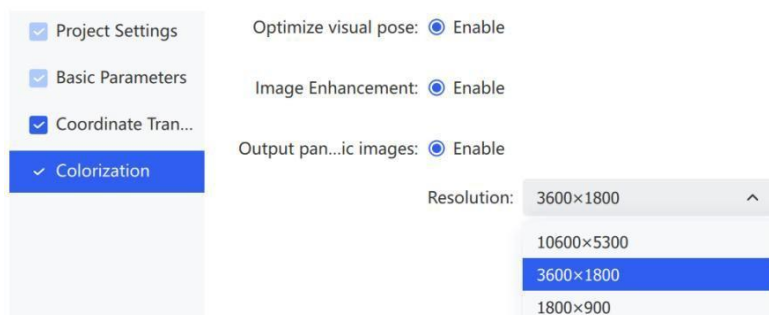 Project Settings
Basic Parameters
Coordinate Tran...
Colorization
Optimize visual pose: Enable
Image Enhancement: Enable
Output pan...ic images: Enable
Resolution: 3600×1800
10600×5300
3600×1800
1800×900